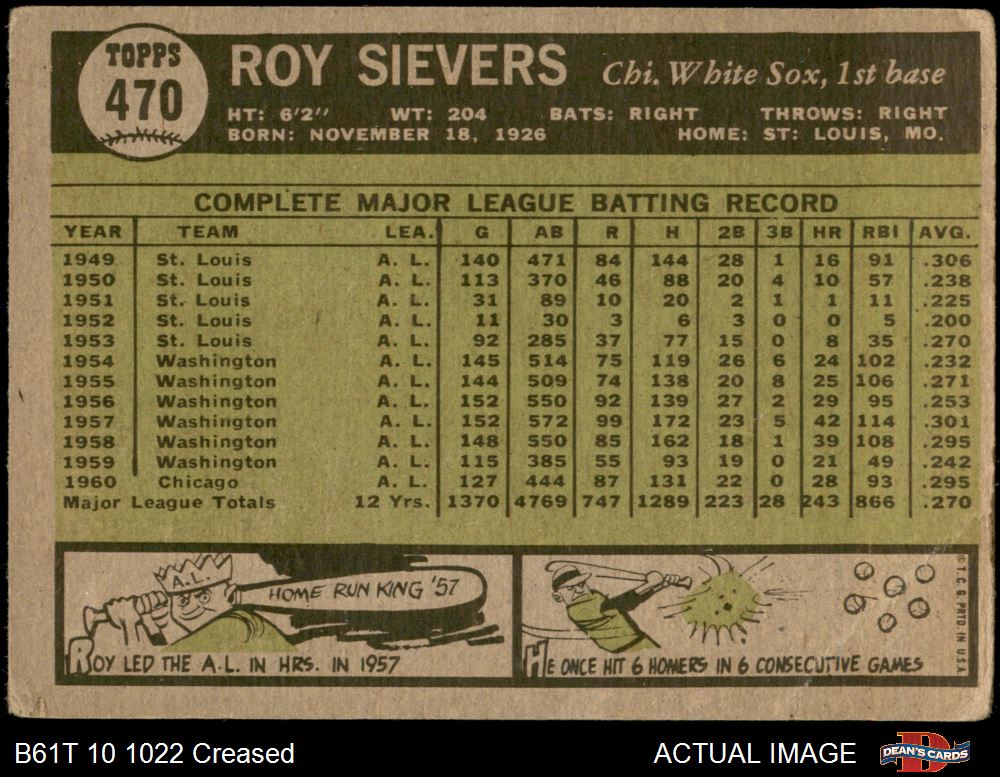 TOPPS
470
ROY SIEVERS Chi. White Sox, 1st base
HT: 6'2" WT: 204 BATS: RIGHT THROWS: RIGHT
BORN: NOVEMBER 18, 1926 HOME: ST. LOUIS, MO.
COMPLETE MAJOR LEAGUE BATTING RECORD
YEAR TEAM LEA. G AB R H 2B 3B HR RBI AVG.
1949 St. Louis A. L. 140 471 84 144 28 1 16 91 .306
1950 St. Louis A. L. 113 370 46 88 20 4 10 57 .238
1951 St. Louis A. L. 31 89 10 20 2 1 1 11 .225
1952 St. Louis A. L. 11 30 3 6 3 0 0 5 .200
1953 St. Louis A. L. 92 285 37 77 15 0 8 35 .270
1954 Washington A. L. 145 514 75 119 26 6 24 102 .232
1955 Washington A. L. 144 509 74 138 20 8 25 106 .271
1956 Washington A. L. 152 550 92 139 27 2 29 95 .253
1957 Washington A. L. 152 572 99 172 23 5 42 114 .301
1958 Washington A. L. 148 550 85 162 18 1 39 108 .295
1959 Washington A. L. 115 385 55 93 19 0 21 49 .242
1960 Chicago A. L. 127 444 87 131 22 0 28 93 .295
Major League Totals 12 Yrs. 1370 4769 747 1289 223 28 243 866 .270
A.L.
HOME RUN KING '57
ROY LED THE A.L. IN HRS. IN 1957
HE ONCE HIT 6 HOMERS IN 6 CONSECUTIVE GAMES
© T. C. G. PRTD. IN U.S.A.
B61T 10 1022 Creased ACTUAL IMAGE
DEAN'S CARDS